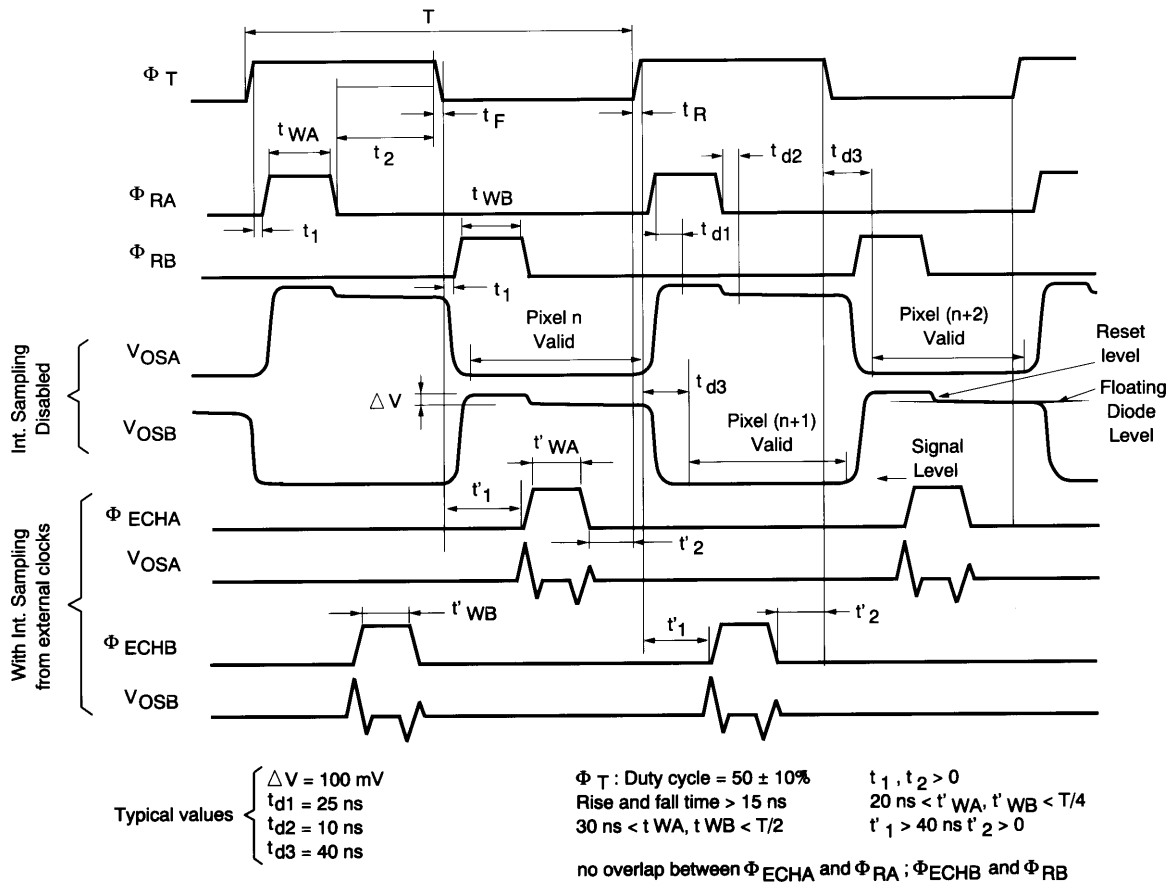 T
Φ T
t F
t R
t WA
t 2
t d2
t d3
Φ RA
t WB
t 1
t d1
Φ RB
t 1
Pixel n
Valid
Pixel (n+2)
Valid
Reset
level
Int. Sampling
Disabled
V OSA
t d3
Floating
Diode
Level
ΔV
V OSB
t' WA
Pixel (n+1)
Valid
Signal
Level
t' 1
Φ ECHA
t' 2
V OSA
With Int. Sampling
from external clocks
t' WB
t' 1
t' 2
Φ ECHB
V OSB
Typical values
△V = 100 mV
t d1 = 25 ns
t d2 = 10 ns
t d3 = 40 ns
Φ T : Duty cycle = 50 ± 10%
Rise and fall time > 15 ns
30 ns < t WA, t WB < T/2
t 1 , t 2 > 0
20 ns < t' WA, t' WB < T/4
t' 1 > 40 ns t' 2 > 0
no overlap between Φ ECHA and Φ RA ; Φ ECHB and Φ RB